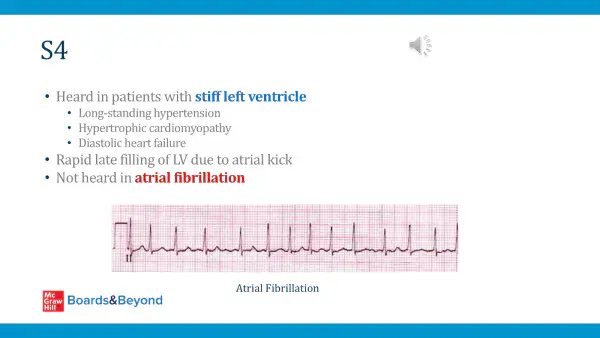 S4
• Heard in patients with stiff left ventricle
• Long-standing hypertension
• Hypertrophic cardiomyopathy
• Diastolic heart failure
• Rapid late filling of LV due to atrial kick
• Not heard in atrial fibrillation
II
Atrial Fibrillation
Mc
Graw
Hill
Boards&Beyond